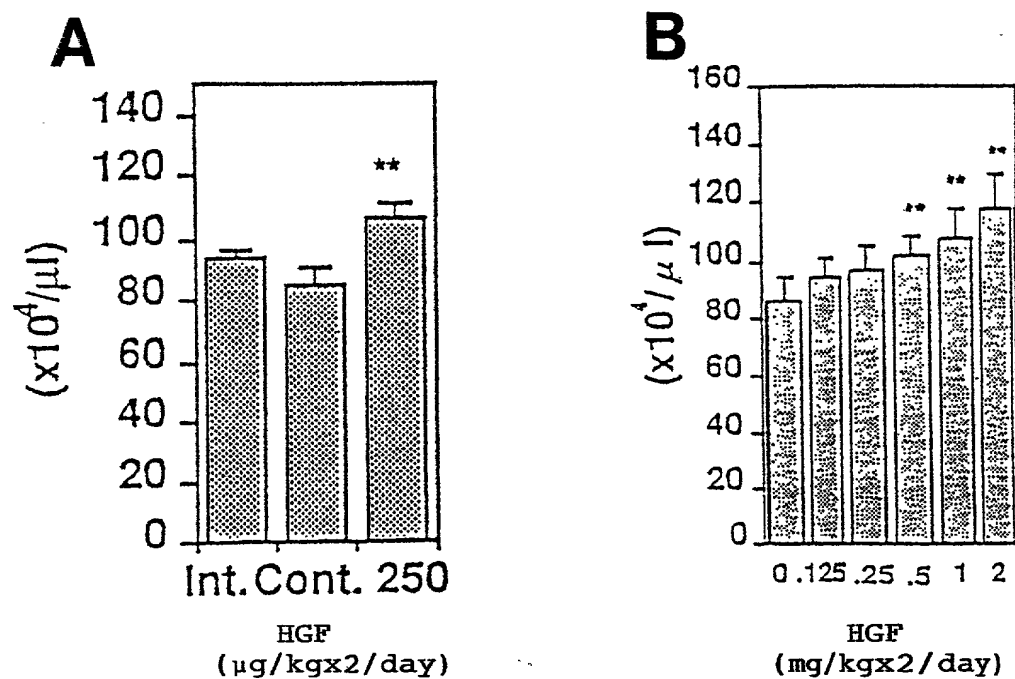 A
140
120
100
80
60
40
20
0
(x10⁴/μl)
**
Int. Cont. 250
HGF
(μg/kgx2/day)
B
160
140
120
100
80
60
40
20
0
(x10⁴/μ l)
**
**
**
0 .125 .25 .5 1 2
HGF
(mg/kgx2/day)